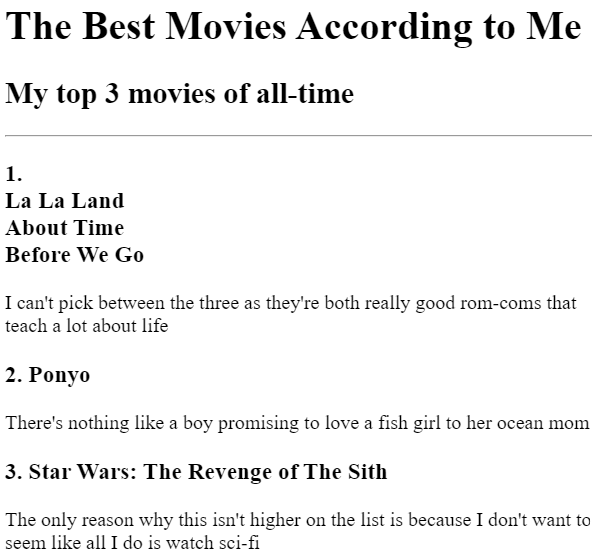 The Best Movies According to Me
My top 3 movies of all-time
1.
La La Land
About Time
Before We Go
I can't pick between the three as they're both really good rom-coms that
teach a lot about life
2. Ponyo
There's nothing like a boy promising to love a fish girl to her ocean mom
3. Star Wars: The Revenge of The Sith
The only reason why this isn't higher on the list is because I don't want to
seem like all I do is watch sci-fi